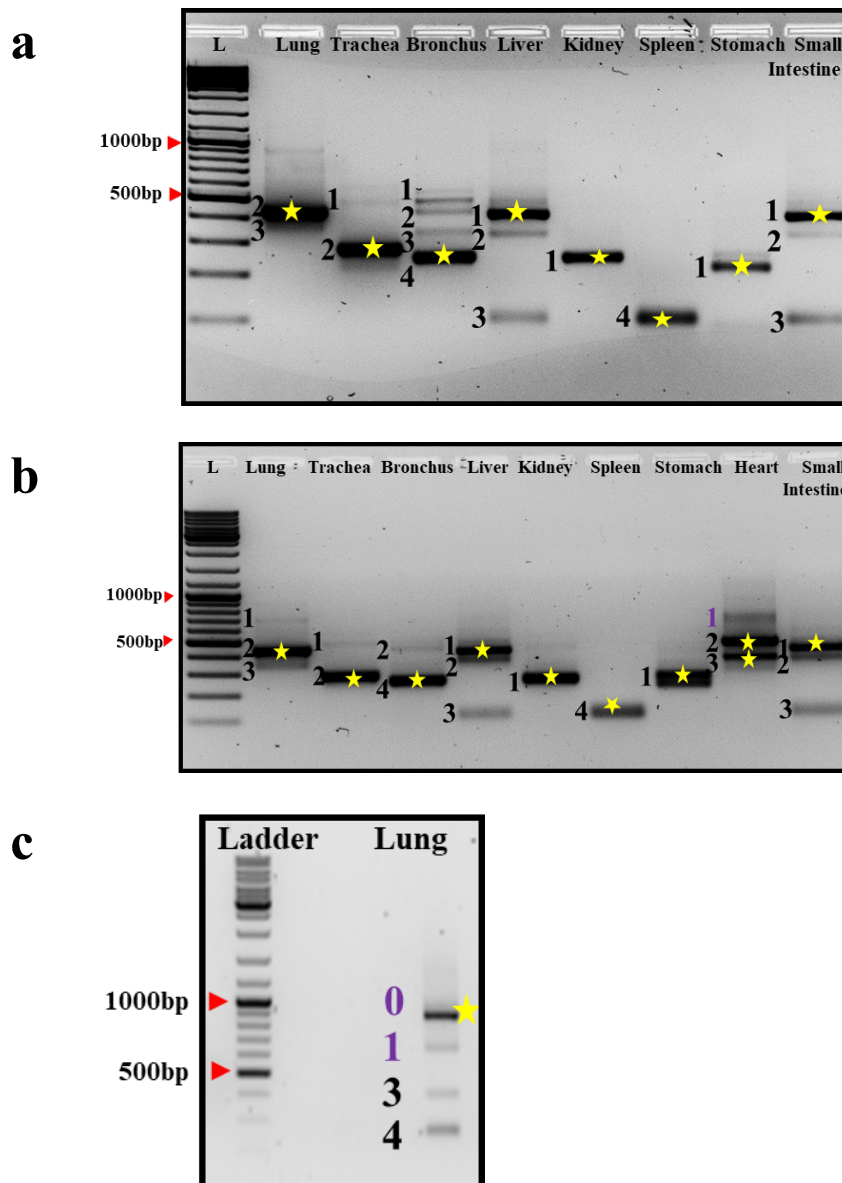 a
L Lung Trachea Bronchus Liver Kidney Spleen Stomach Small
Intestine
1000bp
500bp
2 1 1 1 1
3 2 2 1 2 1 4 1 2
3
4
3 3
b
L Lung Trachea Bronchus Liver Kidney Spleen Stomach Heart Small
Intestine
1000bp
500bp
1 1
2 1 2 1 2 1
3 2 4 2 1 4 1 3 2
3 3
c
Ladder Lung
1000bp 0
1
500bp
3
4